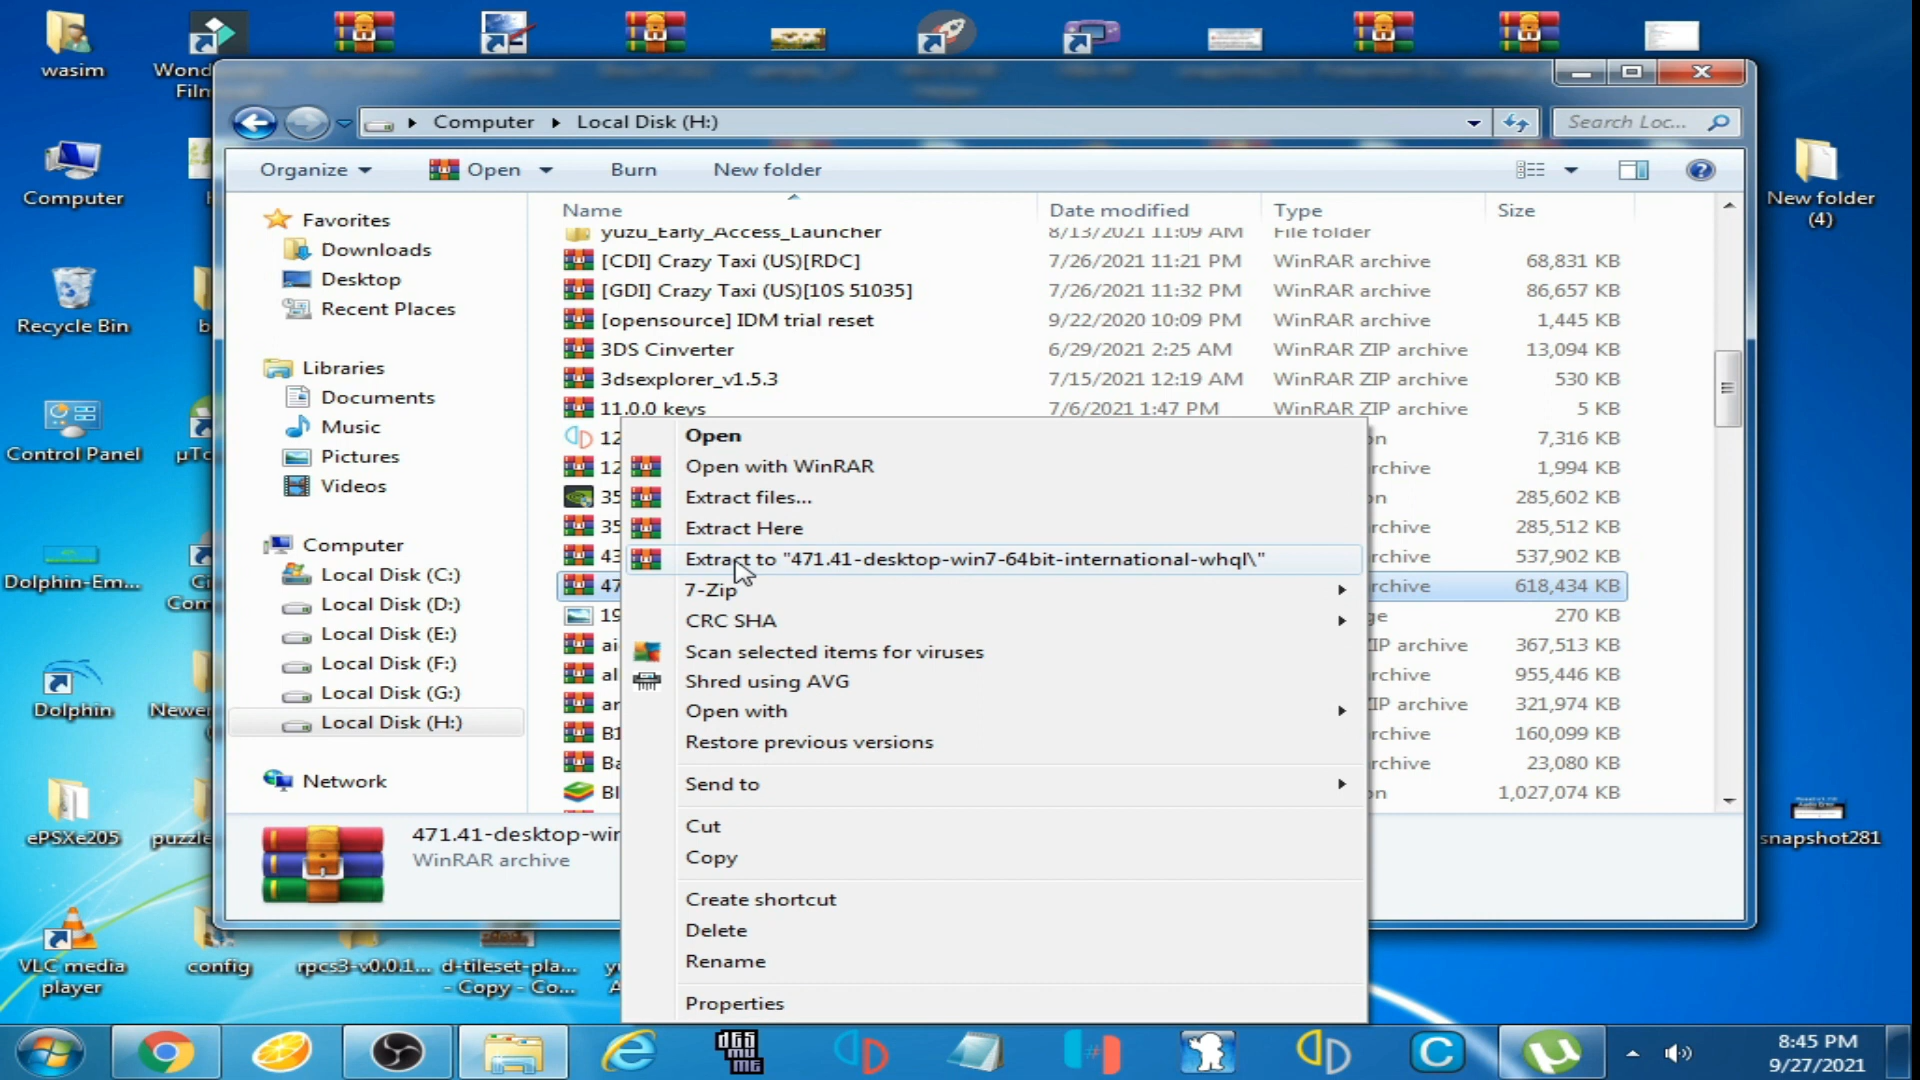 wasim
Computer
Recycle Bin
Control Panel
Dolphin-Em...
Dolphin
ePSXe205
VLC media
player
config
rpcs3-v0.0.1...
d-tileset-pla...
- Copy - Co...
New folder
(4)
snapshot281
Computer
Local Disk (H:)
Search Loc...
Organize
Open
Burn
New folder
Name
Date modified
Type
Size
Favorites
Downloads
Desktop
Recent Places
Libraries
Documents
Music
Pictures
Videos
Computer
Local Disk (C:)
Local Disk (D:)
Local Disk (E:)
Local Disk (F:)
Local Disk (G:)
Local Disk (H:)
Network
yuzu_Early_Access_Launcher 8/13/2021 11:09 AM File folder
[CDI] Crazy Taxi (US)[RDC] 7/26/2021 11:21 PM WinRAR archive 68,831 KB
[GDI] Crazy Taxi (US)[10S 51035] 7/26/2021 11:32 PM WinRAR archive 86,657 KB
[opensource] IDM trial reset 9/22/2020 10:09 PM WinRAR archive 1,445 KB
3DS Cinverter 6/29/2021 2:25 AM WinRAR ZIP archive 13,094 KB
3dsexplorer_v1.5.3 7/15/2021 12:19 AM WinRAR ZIP archive 530 KB
11.0.0 keys 7/6/2021 1:47 PM WinRAR ZIP archive 5 KB
7,316 KB
1,994 KB
285,602 KB
285,512 KB
537,902 KB
618,434 KB
270 KB
367,513 KB
955,446 KB
321,974 KB
160,099 KB
23,080 KB
1,027,074 KB
Open
Open with WinRAR
Extract files...
Extract Here
Extract to "471.41-desktop-win7-64bit-international-whql\"
7-Zip
CRC SHA
Scan selected items for viruses
Shred using AVG
Open with
Restore previous versions
Send to
Cut
Copy
Create shortcut
Delete
Rename
Properties
471.41-desktop-wi
WinRAR archive
8:45 PM
9/27/2021